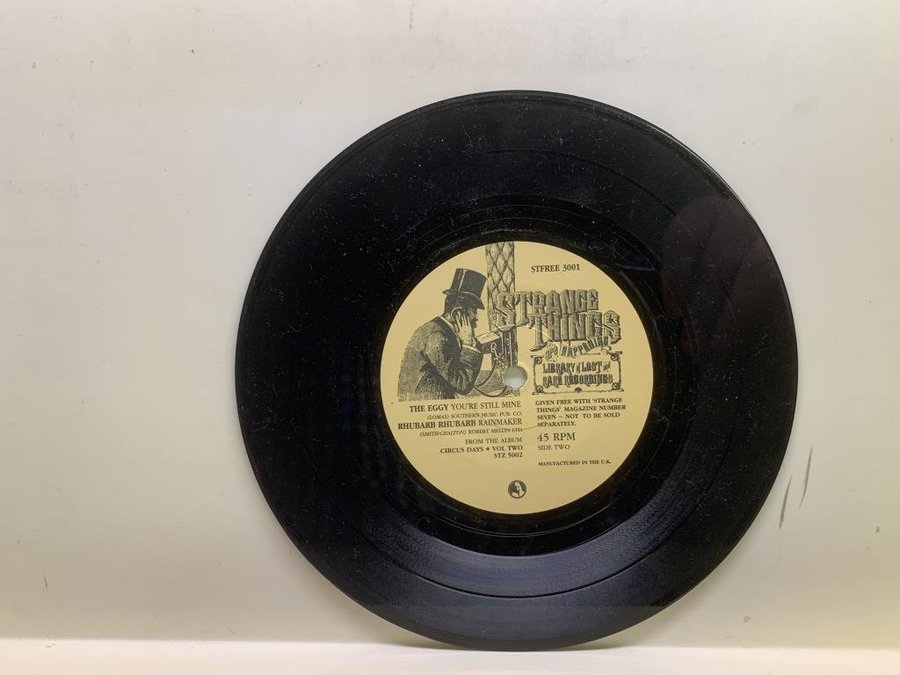 STFREE 3001
STRANGE
THINGS
ARE HAPPENING
LIBRARY of LOST and
RARE RECORDINGS
THE EGGY YOU'RE STILL MINE
(LOMAS) SOUTHERN MUSIC PUB. CO.
RHUBARB RHUBARB RAINMAKER
(SMITH/CHATTON) ROBERT MELLIN LTD
FROM THE ALBUM
CIRCUS DAYS * VOL TWO
STZ 5002
GIVEN FREE WITH 'STRANGE
THINGS' MAGAZINE NUMBER
SEVEN – NOT TO BE SOLD
SEPARATELY.
45 RPM
SIDE TWO
MANUFACTURED IN THE U.K.